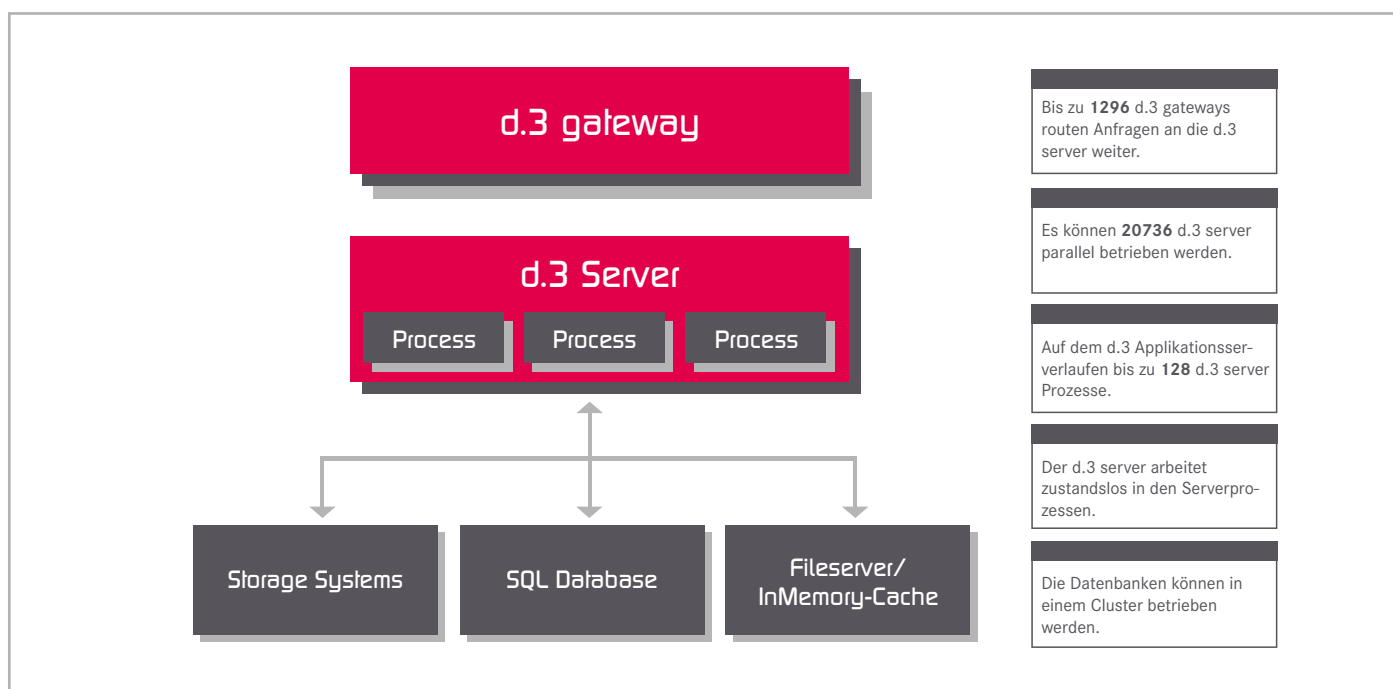 d.3 gateway
d.3 Server
Process
Process
Process
Storage Systems
SQL Database
Fileserver/
InMemory-Cache
Bis zu 1296 d.3 gateways
routen Anfragen an die d.3
server weiter.
Es können 20736 d.3 server
parallel betrieben werden.
Auf dem d.3 Applikationsser-
verlaufen bis zu 128 d.3 server
Prozesse.
Der d.3 server arbeitet
zustandslos in den Serverpro-
zessen.
Die Datenbanken können in
einem Cluster betrieben
werden.